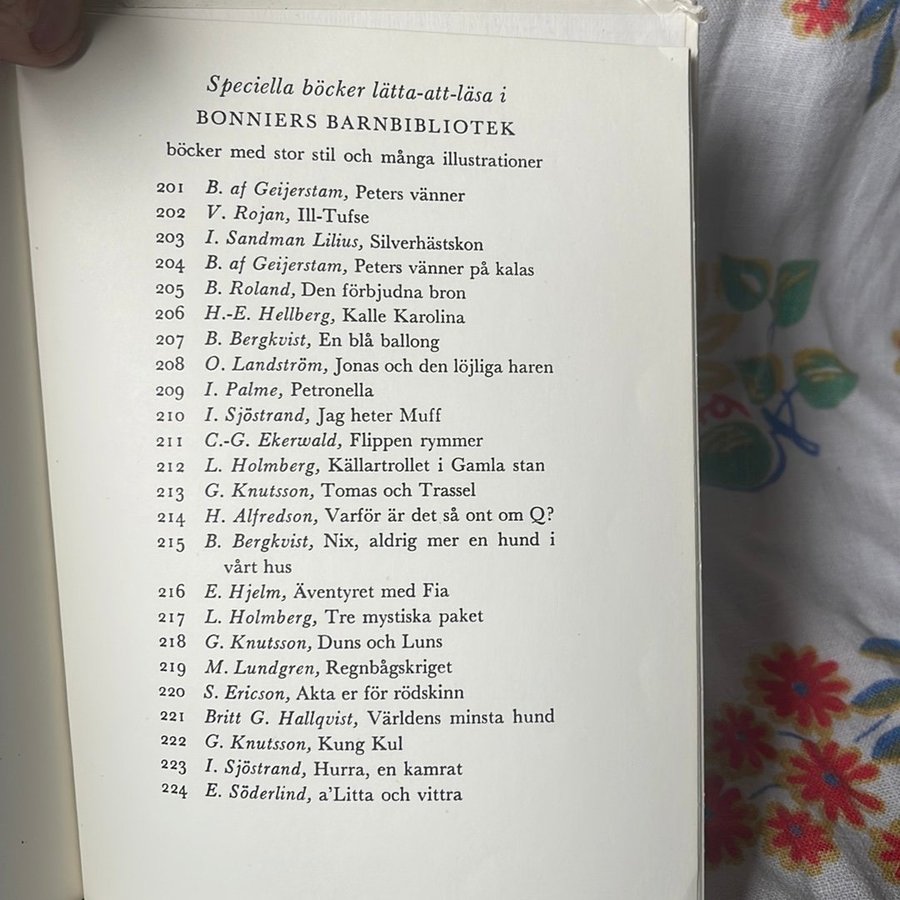 Speciella böcker lätta-att-läsa i
BONNIERS BARNBIBLIOTEK
böcker med stor stil och många illustrationer
201 B. af Geijerstam, Peters vänner
202 V. Rojan, Ill-Tufse
203 I. Sandman Lilius, Silverhästskon
204 B. af Geijerstam, Peters vänner på kalas
205 B. Roland, Den förbjudna bron
206 H.-E. Hellberg, Kalle Karolina
207 B. Bergkvist, En blå ballong
208 O. Landström, Jonas och den löjliga haren
209 I. Palme, Petronella
210 I. Sjöstrand, Jag heter Muff
211 C.-G. Ekerwald, Flippen rymmer
212 L. Holmberg, Källartrollet i Gamla stan
213 G. Knutsson, Tomas och Trassel
214 H. Alfredson, Varför är det så ont om Q?
215 B. Bergkvist, Nix, aldrig mer en hund i
vårt hus
216 E. Hjelm, Äventyret med Fia
217 L. Holmberg, Tre mystiska paket
218 G. Knutsson, Duns och Luns
219 M. Lundgren, Regnbågskriget
220 S. Ericson, Akta er för rödskinn
221 Britt G. Hallqvist, Världens minsta hund
222 G. Knutsson, Kung Kul
223 I. Sjöstrand, Hurra, en kamrat
224 E. Söderlind, a'Litta och vittra